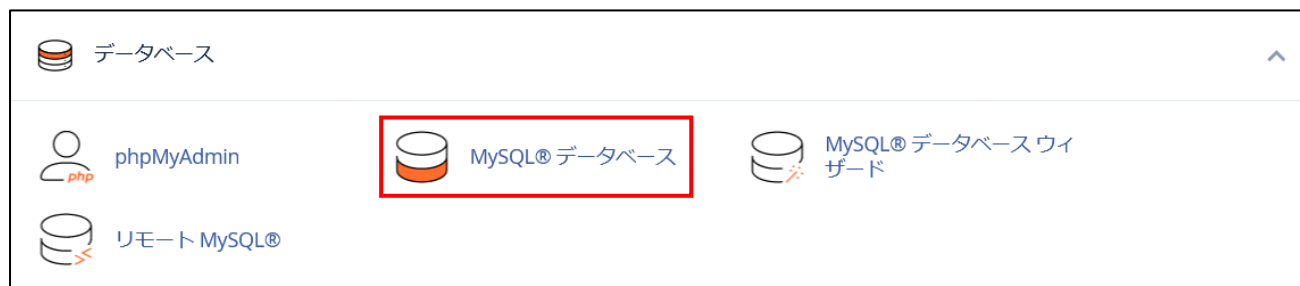 データベース
phpMyAdmin
php
MySQL® データベース
MySQL® データベース ウィ
ザード
リモート MySQL®